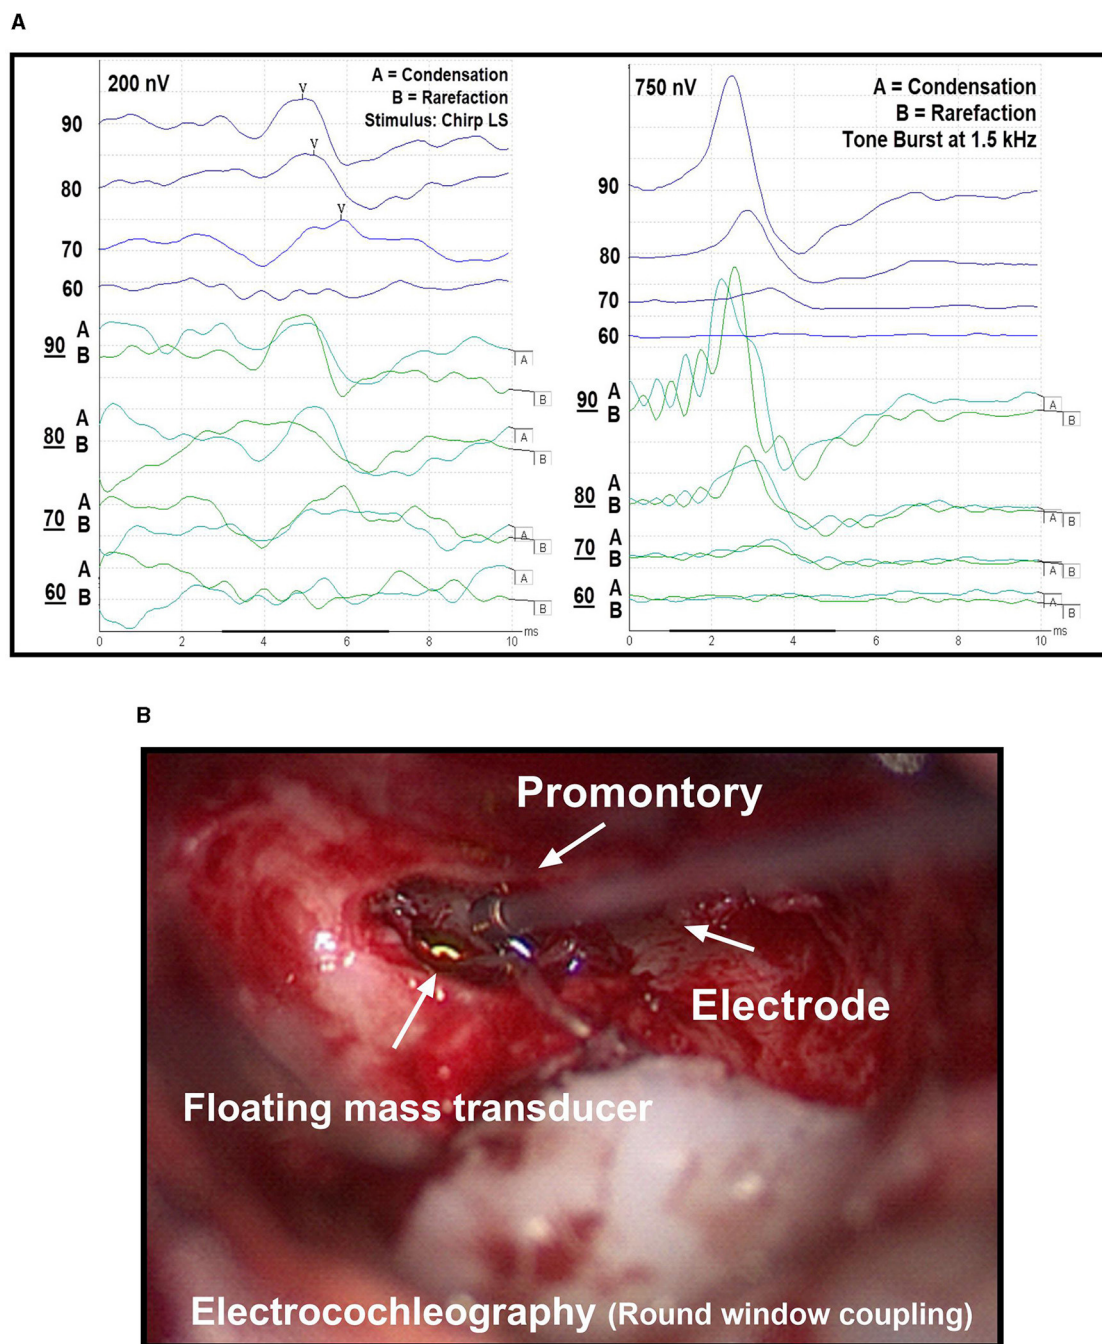 A
200 nV
A = Condensation
B = Rarefaction
Stimulus: Chirp LS
V
90
V
80
V
70
60
90 A
B
A
B
80 A
B
A
B
70 A
B
A
B
60 A
B
A
B
0 2 4 6 8 10 ms
750 nV
A = Condensation
B = Rarefaction
Tone Burst at 1.5 kHz
90
80
70
60
90 A
B
A
B
80 A
B
A
B
70 A
B
A
B
60 A
B
A
B
0 2 4 6 8 10 ms
B
Promontory
Electrode
Floating mass transducer
Electrocochleography (Round window coupling)